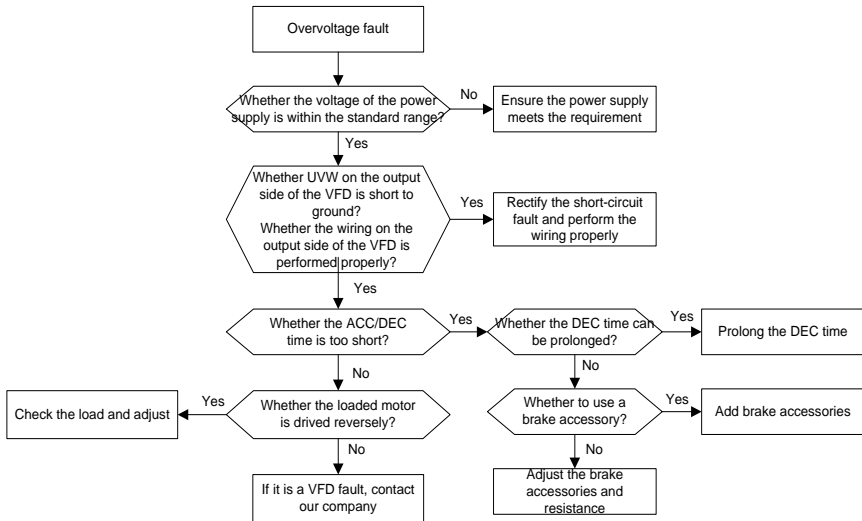 Overvoltage fault
Whether the voltage of the power
supply is within the standard range?
No
Ensure the power supply
meets the requirement
Yes
Whether UVW on the output
side of the VFD is short to
ground?
Whether the wiring on the
output side of the VFD is
performed properly?
Yes
Rectify the short-circuit
fault and perform the
wiring properly
Yes
Whether the ACC/DEC
time is too short?
Yes
Whether the DEC time can
be prolonged?
Yes
Prolong the DEC time
No
No
Check the load and adjust
Yes
Whether the loaded motor
is drived reversely?
Whether to use a
brake accessory?
Yes
Add brake accessories
No
No
If it is a VFD fault, contact
our company
Adjust the brake
accessories and
resistance